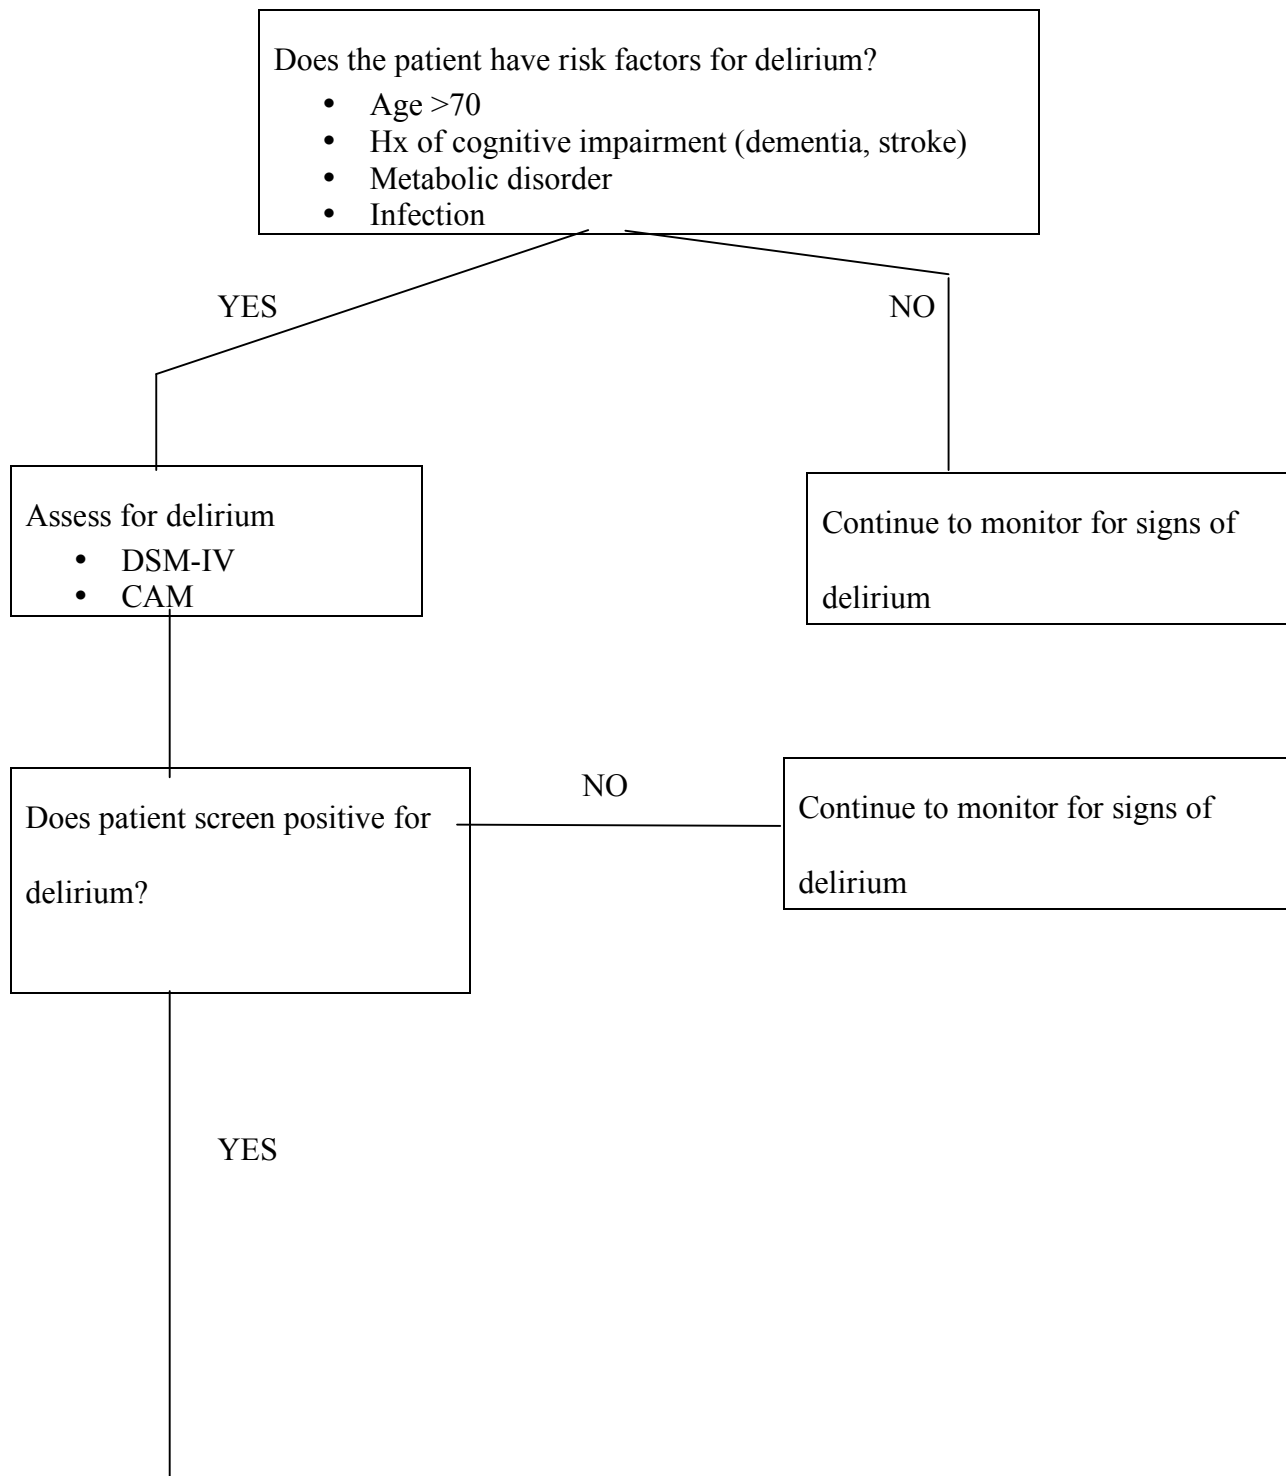 Does the patient have risk factors for delirium?
• Age >70
• Hx of cognitive impairment (dementia, stroke)
• Metabolic disorder
• Infection
YES
NO
Assess for delirium
• DSM-IV
• CAM
Continue to monitor for signs of
delirium
Does patient screen positive for
delirium?
NO
Continue to monitor for signs of
delirium
YES